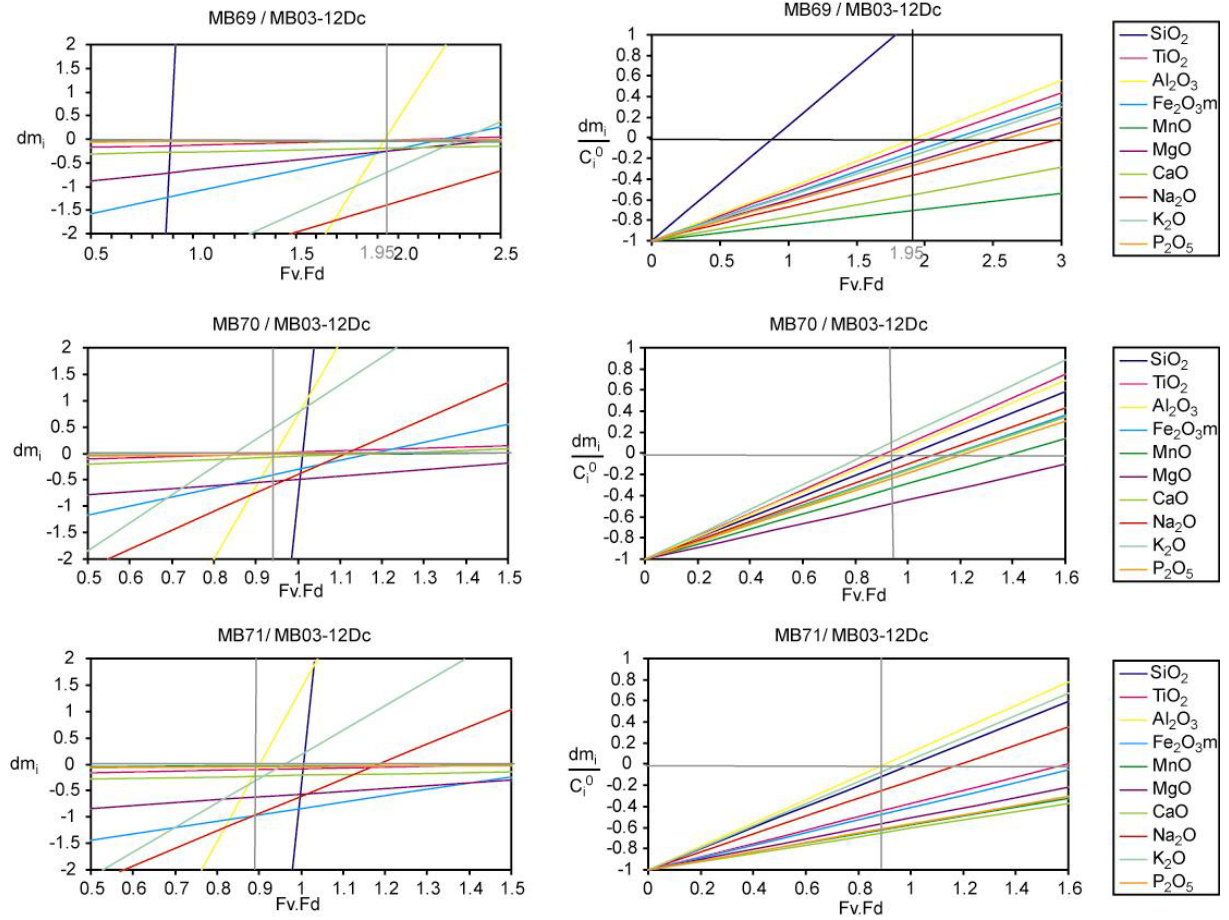 MB69 / MB03-12Dc
2
1.5
1
0.5
0
-0.5
-1
-1.5
-2
dmᵢ
0.5
1.0
1.5
1.95
2.0
2.5
Fv.Fd
MB69 / MB03-12Dc
1
0.8
0.6
0.4
0.2
0
-0.2
-0.4
-0.6
-0.8
-1
dmᵢ
Cᵢ⁰
0
0.5
1
1.5
1.95
2
2.5
3
Fv.Fd
SiO₂
TiO₂
Al₂O₃
Fe₂O₃m
MnO
MgO
CaO
Na₂O
K₂O
P₂O₅
MB70 / MB03-12Dc
2
1.5
1
0.5
0
-0.5
-1
-1.5
-2
dmᵢ
0.5
0.6
0.7
0.8
0.9
1.0
1.1
1.2
1.3
1.4
1.5
Fv.Fd
MB70 / MB03-12Dc
1
0.8
0.6
0.4
0.2
0
-0.2
-0.4
-0.6
-0.8
-1
dmᵢ
Cᵢ⁰
0
0.2
0.4
0.6
0.8
1
1.2
1.4
1.6
Fv.Fd
SiO₂
TiO₂
Al₂O₃
Fe₂O₃m
MnO
MgO
CaO
Na₂O
K₂O
P₂O₅
MB71/ MB03-12Dc
2
1.5
1
0.5
0
-0.5
-1
-1.5
-2
dmᵢ
0.5
0.6
0.7
0.8
0.9
1.0
1.1
1.2
1.3
1.4
1.5
Fv.Fd
MB71/ MB03-12Dc
1
0.8
0.6
0.4
0.2
0
-0.2
-0.4
-0.6
-0.8
-1
dmᵢ
Cᵢ⁰
0
0.2
0.4
0.6
0.8
1
1.2
1.4
1.6
Fv.Fd
SiO₂
TiO₂
Al₂O₃
Fe₂O₃m
MnO
MgO
CaO
Na₂O
K₂O
P₂O₅